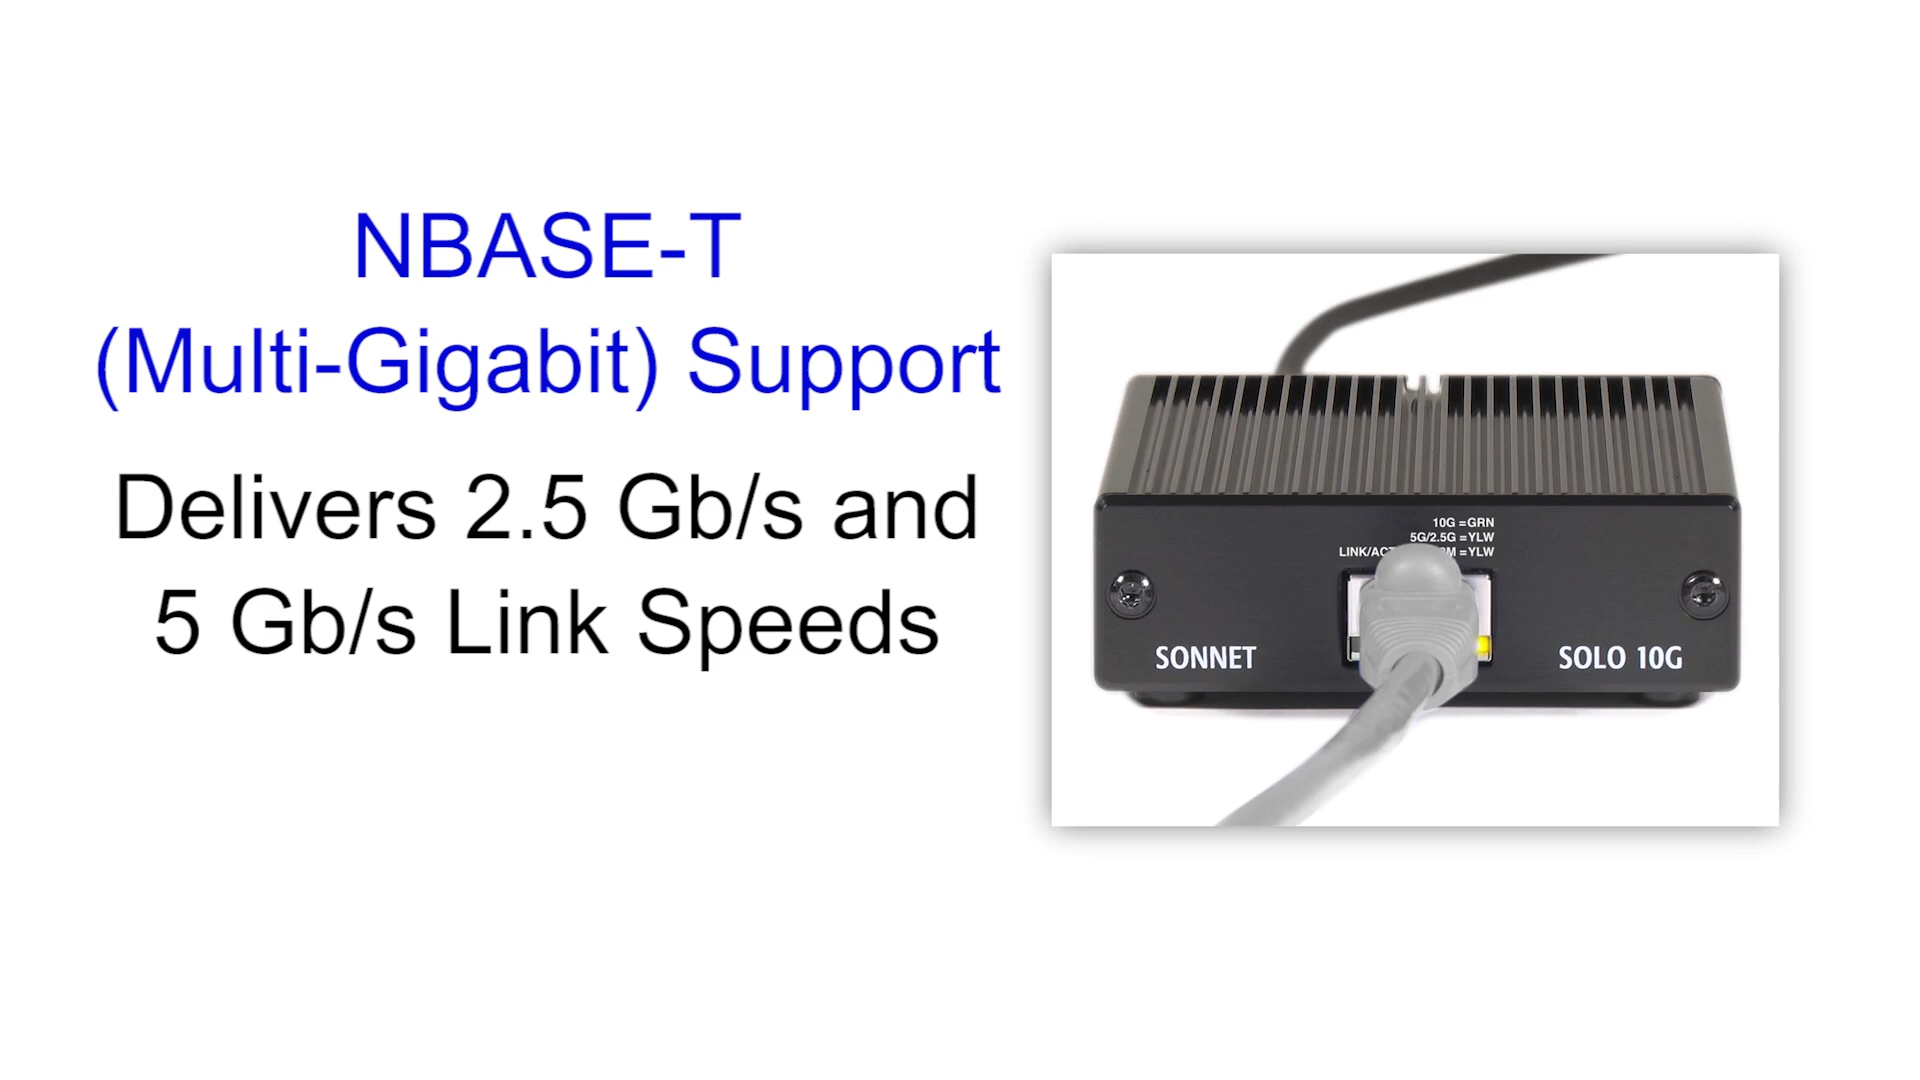 NBASE-T
(Multi-Gigabit) Support
Delivers 2.5 Gb/s and
5 Gb/s Link Speeds
10G =GRN
5G/2.5G =YLW
=YLW
SONNET
SOLO 10G